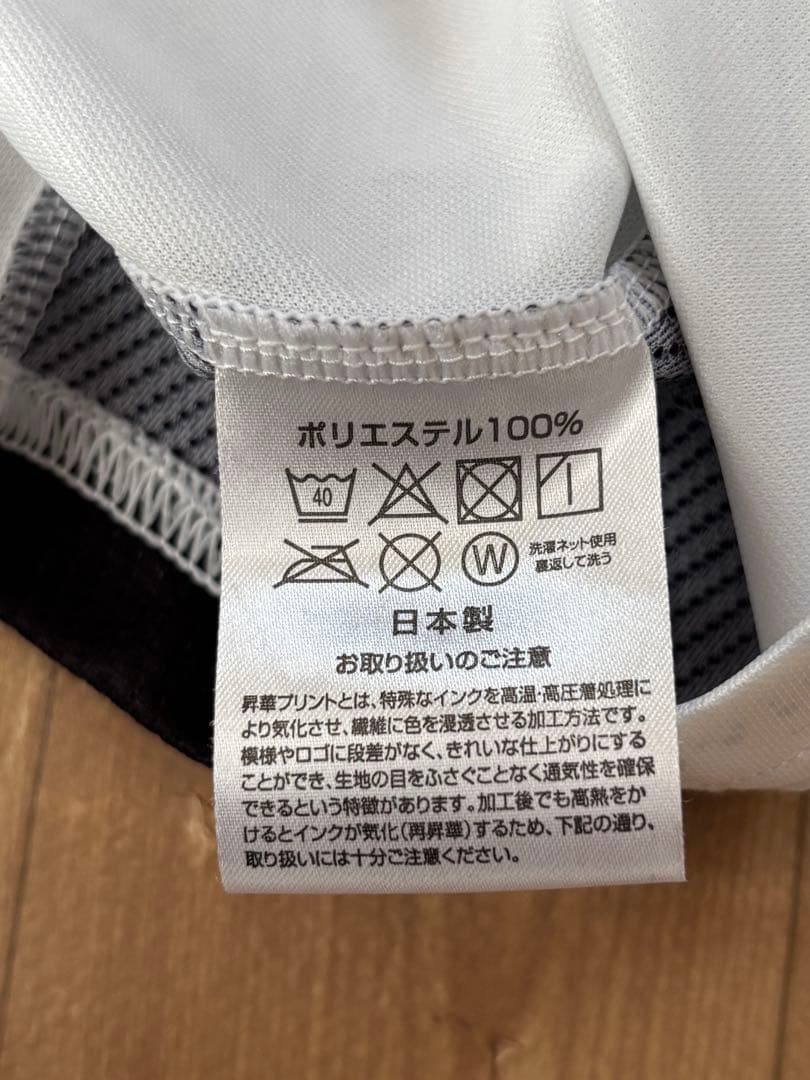 ポリエステル100%
40
W
洗濯ネット使用
裏返して洗う
日本製
お取り扱いのご注意
昇華プリントとは、特殊なインクを高温・高圧着処理に
より気化させ、繊維に色を浸透させる加工方法です。
模様やロゴに段差がなく、きれいな仕上がりにする
ことができ、生地の目をふさぐことなく通気性を確保
できるという特徴があります。加工後でも高熱をか
けるとインクが気化(再昇華)するため、下記の通り、
取り扱いには十分ご注意ください。